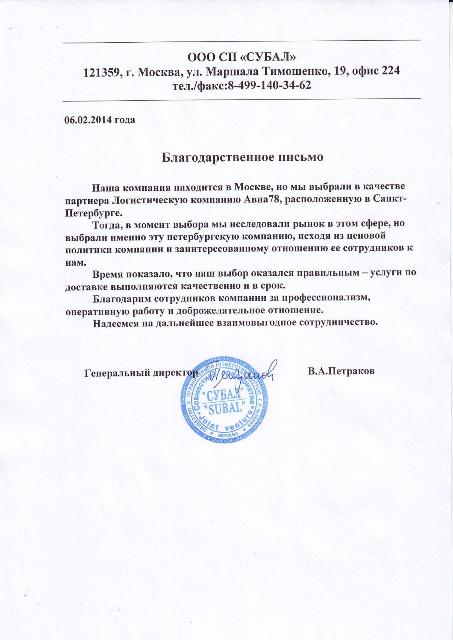 ООО СП «СУБАЛ»
121359, г. Москва, ул. Маршала Тимошенко, 19, офис 224
тел./факс:8-499-140-34-62
06.02.2014 года
Благодарственное письмо
Наша компания находится в Москве, но мы выбрали в качестве
партнера Логистическую компанию Авиа78, расположенную в Санкт-
Петербурге.
Тогда, в момент выбора мы исследовали рынок в этом сфере, но
выбрали именно эту петербургскую компанию, исходя из ценовой
политики компании и заинтерссованному отношению ее сотрудников к
нам.
Время показало, что наш выбор оказался правильным – услуги по
доставке выполняются качественно и в срок.
Благодарим сотрудников компании за профессионализм,
оперативную работу и доброжелательное отношение.
Надеемся на дальнейшее взаимовыгодное сотрудничество.
Генеральный директор В.А.Петраков
"СУБАЛ"
"SUBAL"
Joint venture
МОСКВА